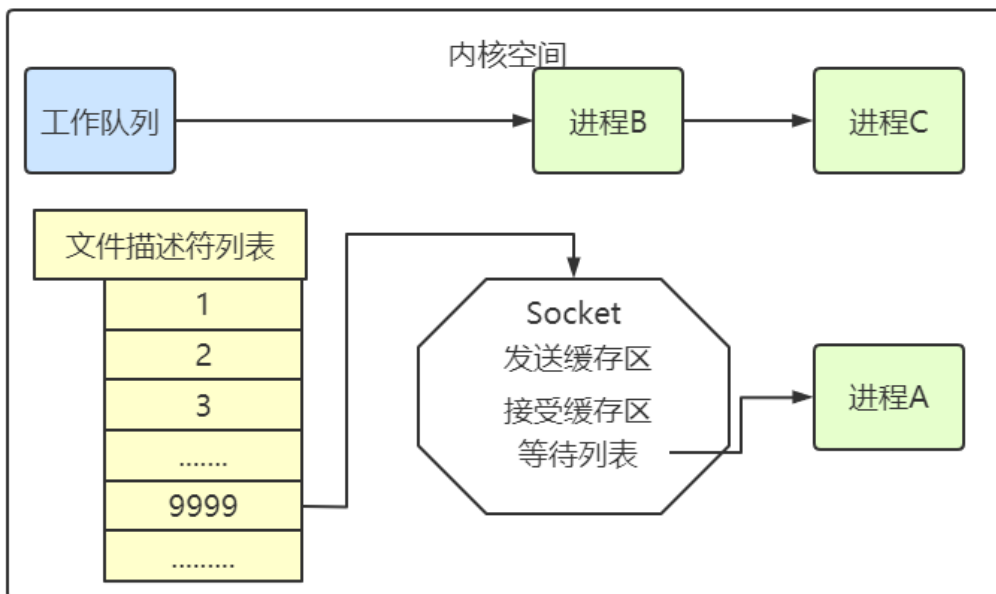 内核空间
工作队列
进程B
进程C
文件描述符列表
1
2
3
.......
9999
.........
Socket
发送缓存区
接受缓存区
等待列表
进程A